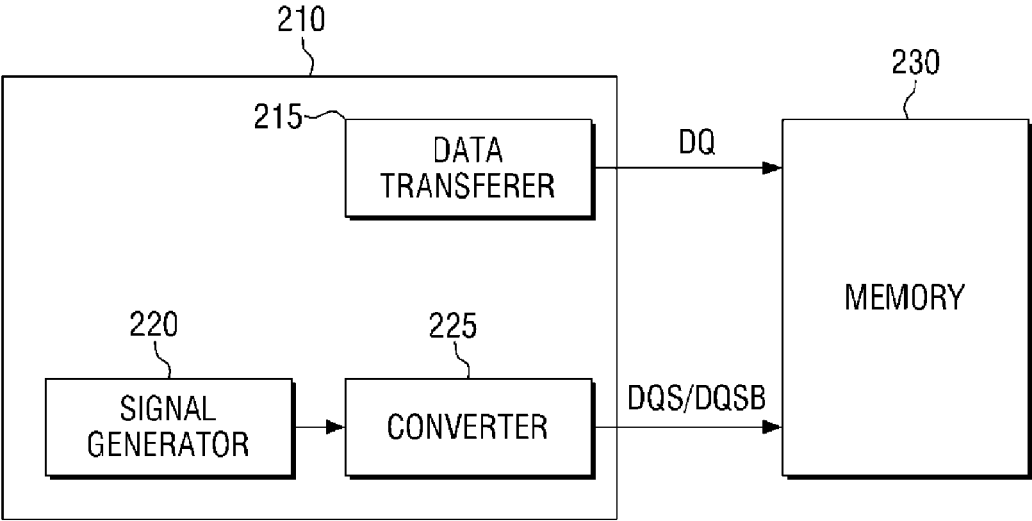 210
230
215
DATA
TRANSFERER
DQ
MEMORY
220
225
SIGNAL
GENERATOR
CONVERTER
DQS/DQSB